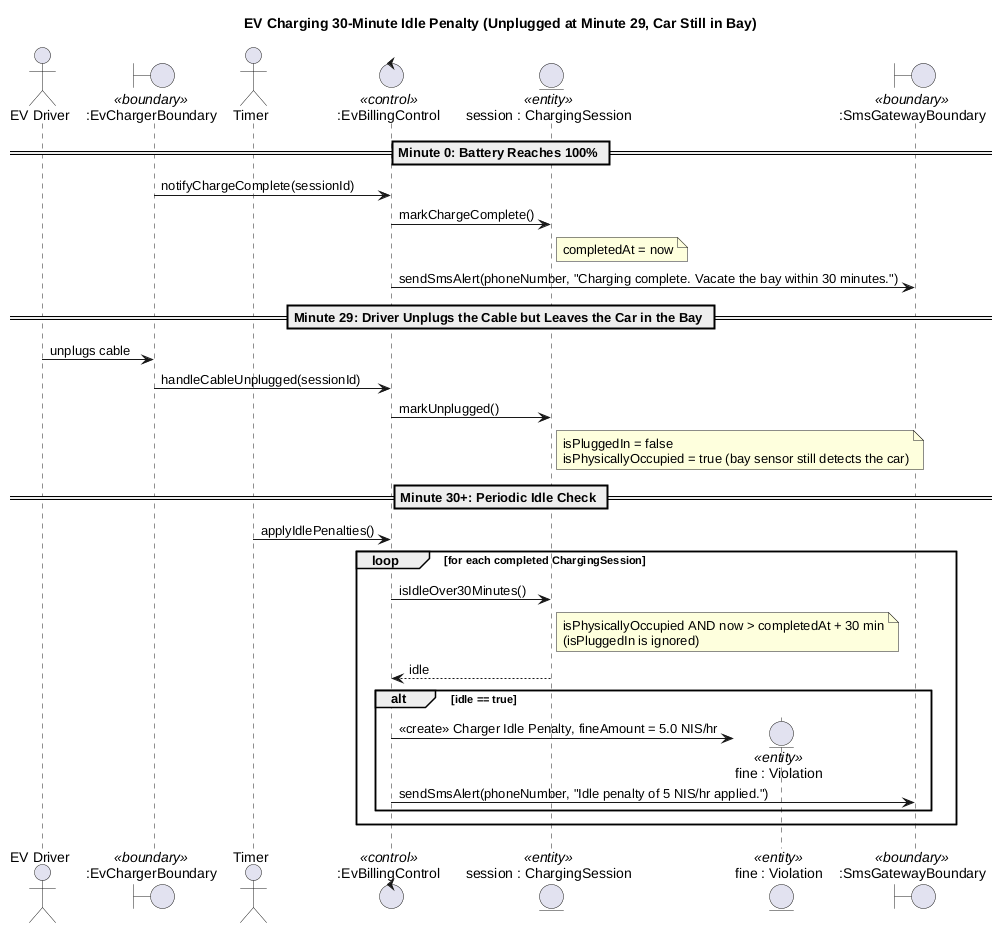 EV Charging 30-Minute Idle Penalty (Unplugged at Minute 29, Car Still in Bay)
EV Driver
«boundary»
:EvChargerBoundary
Timer
«control»
:EvBillingControl
«entity»
session : ChargingSession
«boundary»
:SmsGatewayBoundary
Minute 0: Battery Reaches 100%
notifyChargeComplete(sessionId)
markChargeComplete()
completedAt = now
sendSmsAlert(phoneNumber, "Charging complete. Vacate the bay within 30 minutes.")
Minute 29: Driver Unplugs the Cable but Leaves the Car in the Bay
unplugs cable
handleCableUnplugged(sessionId)
markUnplugged()
isPluggedIn = false
isPhysicallyOccupied = true (bay sensor still detects the car)
Minute 30+: Periodic Idle Check
applyIdlePenalties()
loop [for each completed ChargingSession]
isIdleOver30Minutes()
isPhysicallyOccupied AND now > completedAt + 30 min
(isPluggedIn is ignored)
idle
alt [idle == true]
«create» Charger Idle Penalty, fineAmount = 5.0 NIS/hr
«entity»
fine : Violation
sendSmsAlert(phoneNumber, "Idle penalty of 5 NIS/hr applied.")
EV Driver
«boundary»
:EvChargerBoundary
Timer
«control»
:EvBillingControl
«entity»
session : ChargingSession
«entity»
fine : Violation
«boundary»
:SmsGatewayBoundary